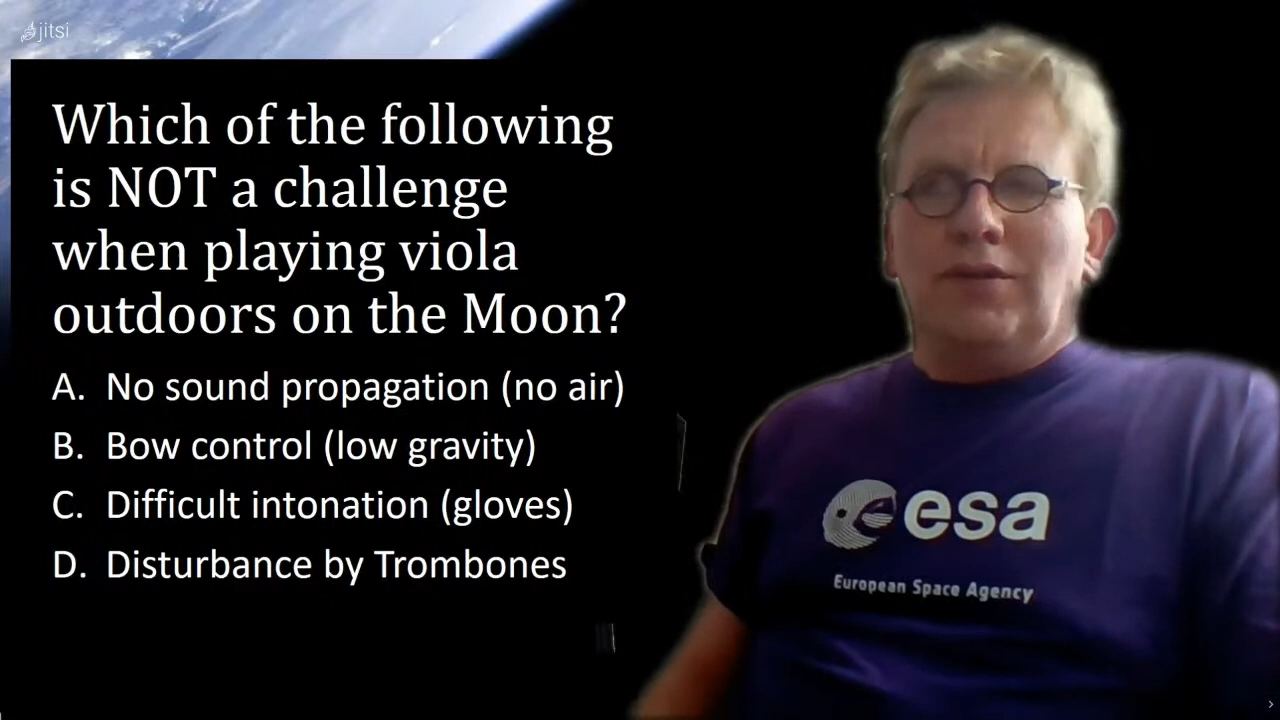 jitsi
Which of the following
is NOT a challenge
when playing viola
outdoors on the Moon?
A. No sound propagation (no air)
B. Bow control (low gravity)
C. Difficult intonation (gloves)
D. Disturbance by Trombones
esa
European Space Agency